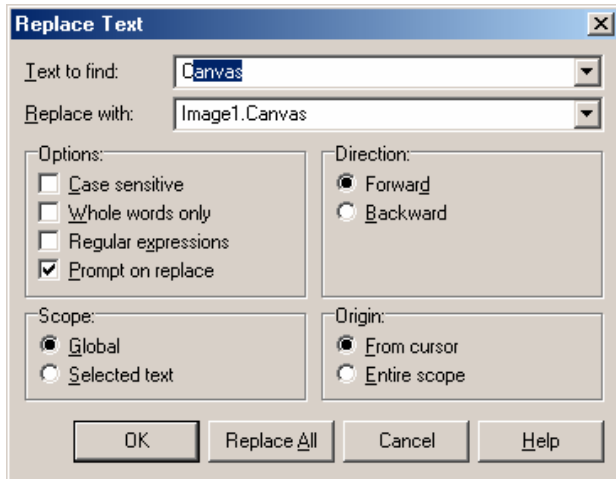 Replace Text
Text to find: Canvas
Replace with: Image1.Canvas
Options:
Case sensitive
Whole words only
Regular expressions
Prompt on replace
Direction:
Forward
Backward
Scope:
Global
Selected text
Origin:
From cursor
Entire scope
OK Replace All Cancel Help